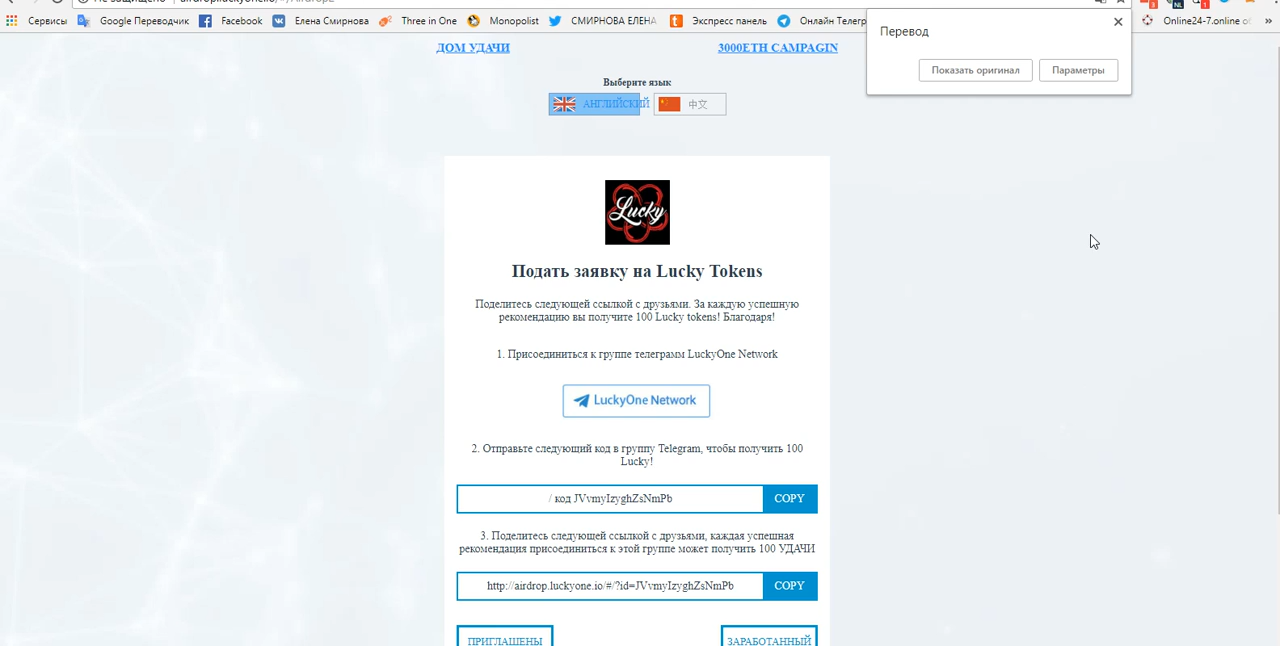 Сервисы Google Переводчик Facebook Елена Смирнова Three in One Monopolist СМИРНОВА ЕЛЕНА Экспресс панель Онлайн Телегр Online24-7.online »
Перевод
Показать оригинал Параметры
ДОМ УДАЧИ 3000ETH CAMPAGIN
Выберите язык
АНГЛИЙСКИЙ 中文
Lucky
Подать заявку на Lucky Tokens
Поделитесь следующей ссылкой с друзьями. За каждую успешную
рекомендацию вы получите 100 Lucky tokens! Благодаря!
1. Присоединиться к группе телеграмм LuckyOne Network
LuckyOne Network
2. Отправьте следующий код в группу Telegram, чтобы получить 100
Lucky!
/ код JVvmyIzyghZsNmPb COPY
3. Поделитесь следующей ссылкой с друзьями, каждая успешная
рекомендация присоединиться к этой группе может получить 100 УДАЧИ
http://airdrop.luckyone.io/#/?id=JVvmyIzyghZsNmPb COPY
ПРИГЛАШЕНЫ ЗАРАБОТАННЫЙ